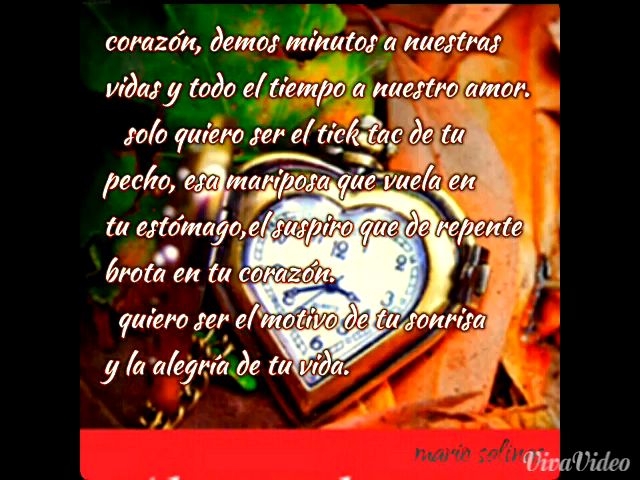 corazón, demos minutos a nuestras
vidas y todo el tiempo a nuestro amor.
solo quiero ser el tick tac de tu
pecho, esa mariposa que vuela en
tu estómago,el suspiro que de repente
brota en tu corazón.
quiero ser el motivo de tu sonrisa
y la alegría de tu vida.
mario
VivaVideo